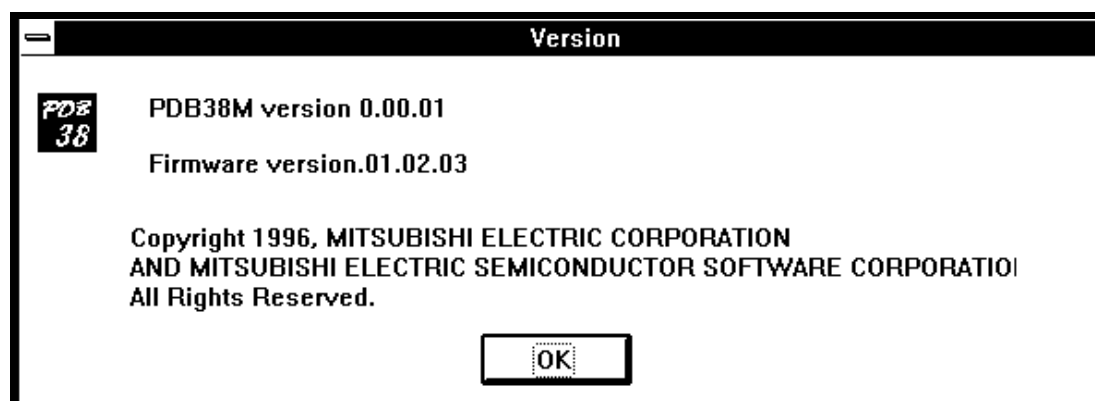 Version
PDB
38
PDB38M version 0.00.01
Firmware version.01.02.03
Copyright 1996, MITSUBISHI ELECTRIC CORPORATION
AND MITSUBISHI ELECTRIC SEMICONDUCTOR SOFTWARE CORPORATIO
All Rights Reserved.
OK